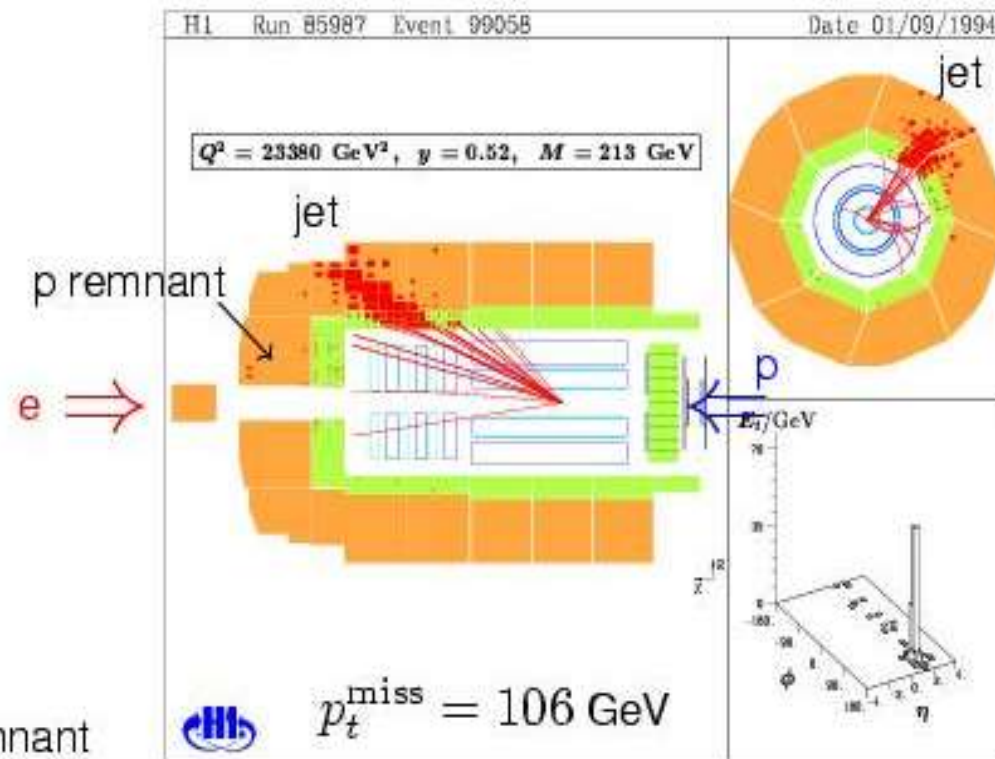 H1 Run 85987 Event 99058 Date 01/09/1994
jet
Q² = 23380 GeV², y = 0.52, M = 213 GeV
jet
p remnant
e
p
E_t/GeV
φ
η
H1
p_t^miss = 106 GeV
nnant